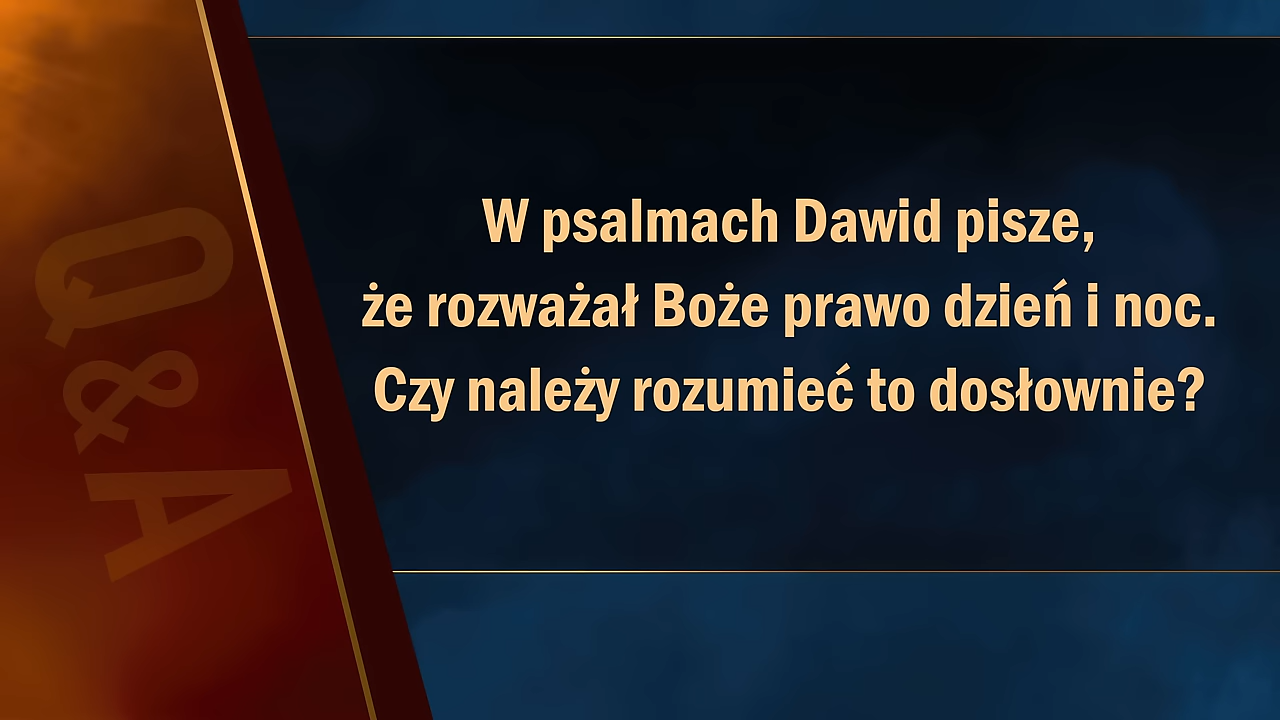 Q & A
W psalmach Dawid pisze,
że rozważał Boże prawo dzień i noc.
Czy należy rozumieć to dosłownie?